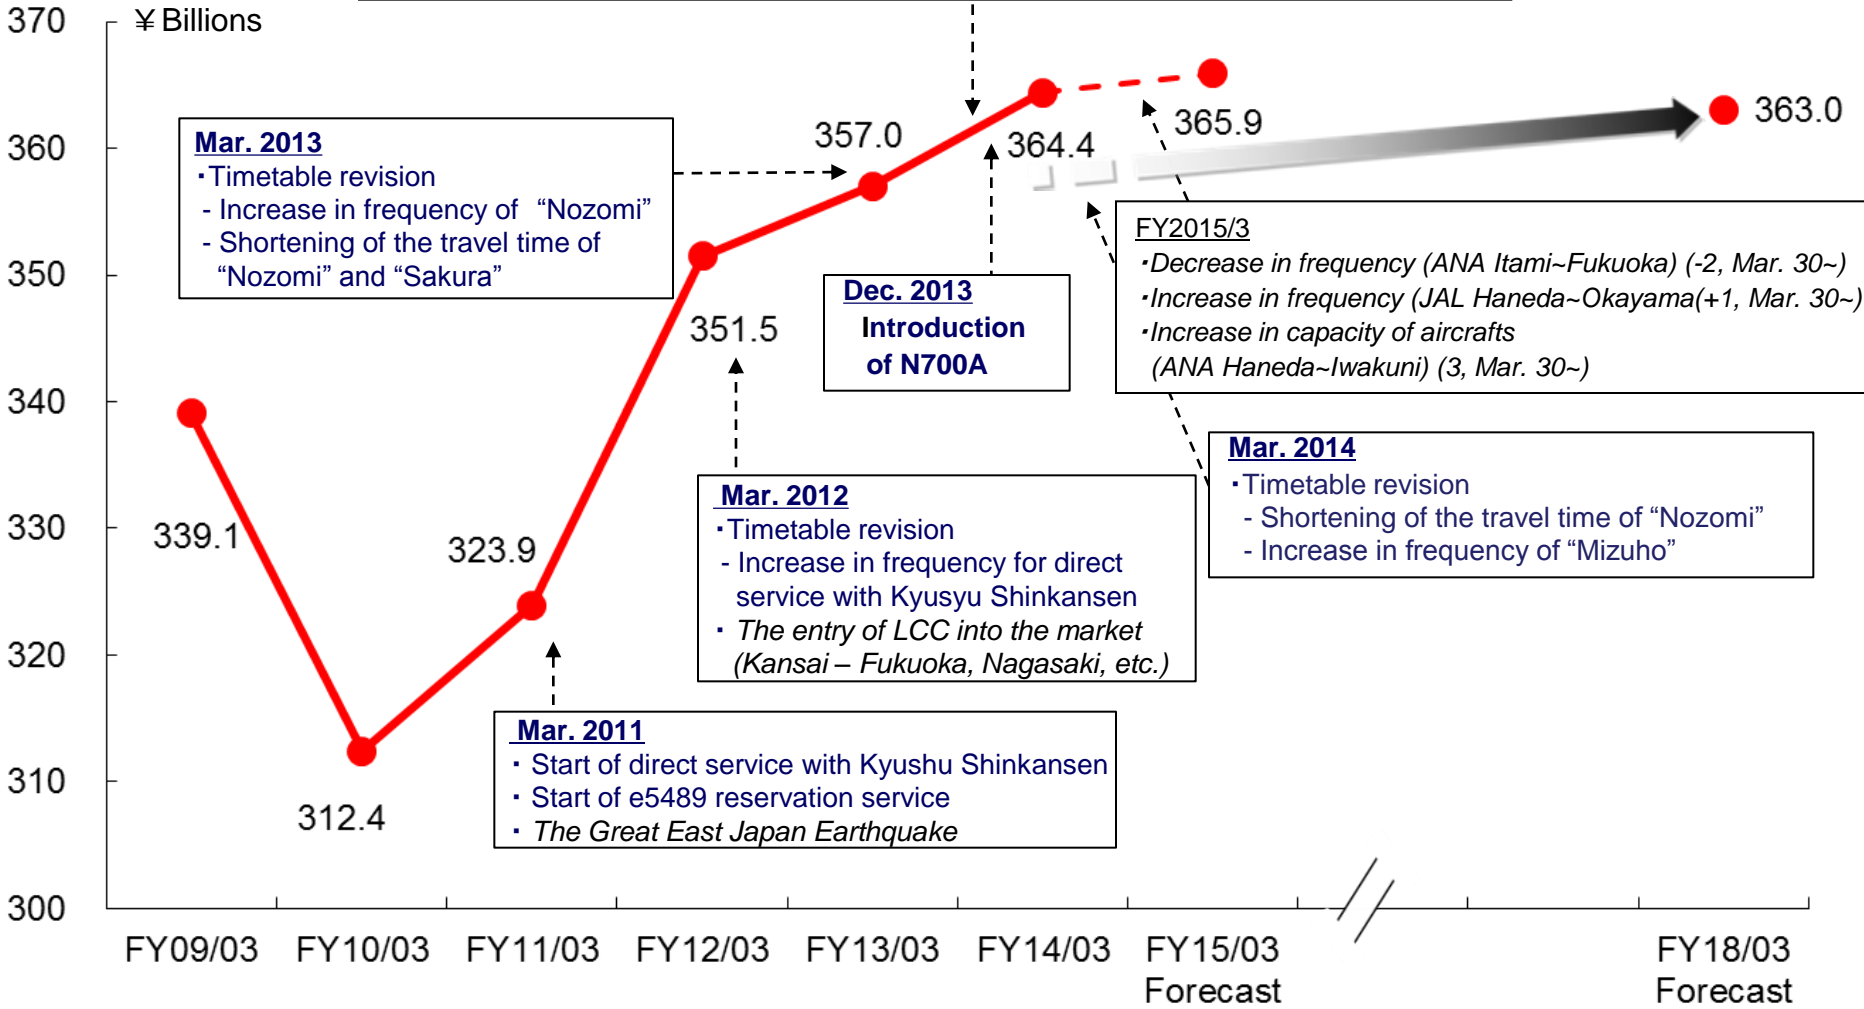 370
￥Billions
360
350
340
330
320
310
300
Mar. 2013
・Timetable revision
- Increase in frequency of “Nozomi”
- Shortening of the travel time of
“Nozomi” and “Sakura”
357.0
364.4
365.9
363.0
FY2015/3
・Decrease in frequency (ANA Itami~Fukuoka) (-2, Mar. 30~)
・Increase in frequency (JAL Haneda~Okayama(+1, Mar. 30~)
・Increase in capacity of aircrafts
(ANA Haneda~Iwakuni) (3, Mar. 30~)
Dec. 2013
Introduction
of N700A
351.5
Mar. 2014
・Timetable revision
- Shortening of the travel time of “Nozomi”
- Increase in frequency of “Mizuho”
Mar. 2012
・Timetable revision
- Increase in frequency for direct
service with Kyusyu Shinkansen
・ The entry of LCC into the market
(Kansai – Fukuoka, Nagasaki, etc.)
339.1
323.9
312.4
Mar. 2011
・ Start of direct service with Kyushu Shinkansen
・ Start of e5489 reservation service
・ The Great East Japan Earthquake
FY09/03 FY10/03 FY11/03 FY12/03 FY13/03 FY14/03 FY15/03 FY18/03
Forecast Forecast